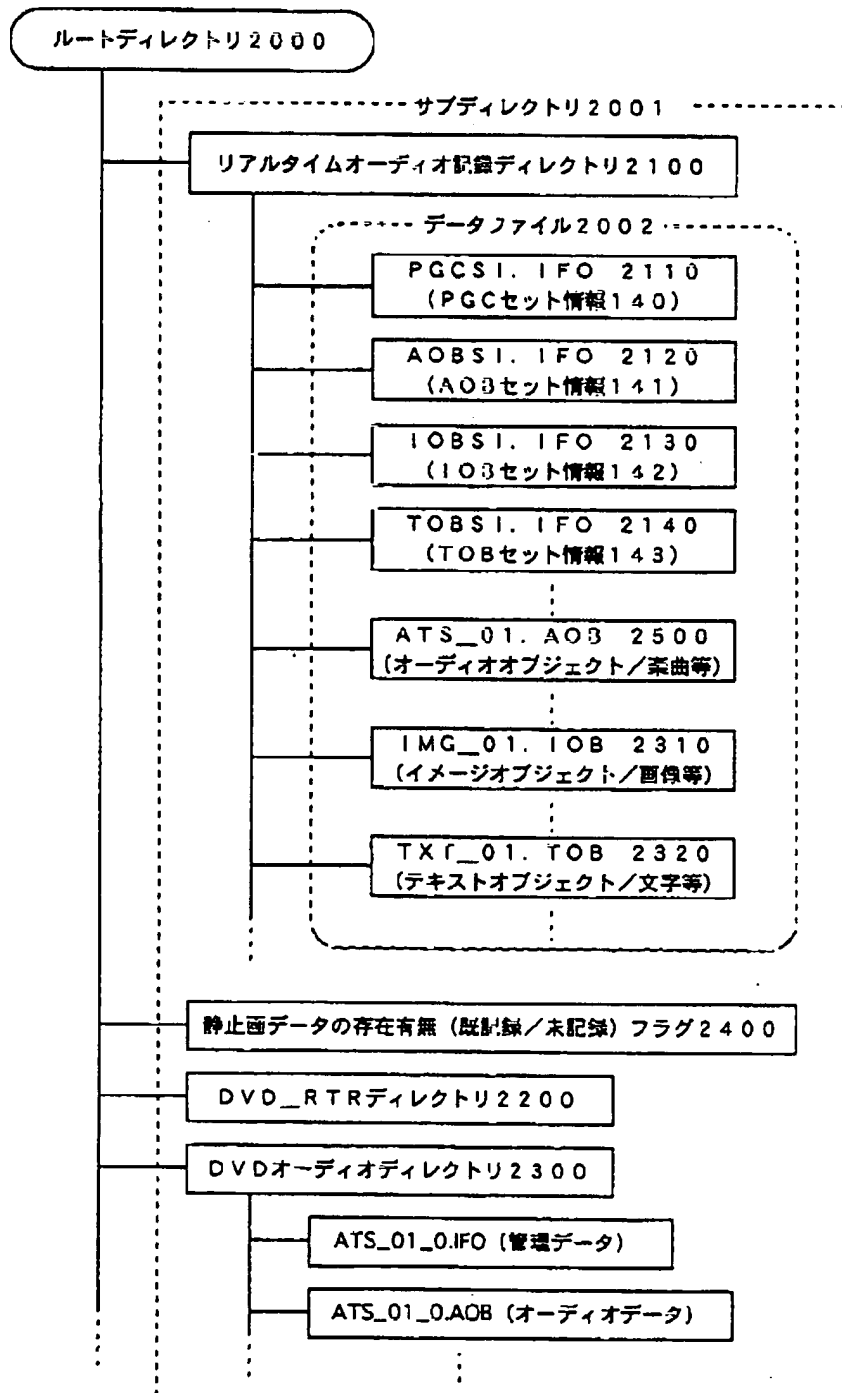 ルートディレクトリ2000
サブディレクトリ2001
リアルタイムオーディオ記録ディレクトリ2100
データファイル2002
PGCSI. IFO 2110
(PGCセット情報140)
AOBSI. IFO 2120
(AOBセット情報141)
IOBSI. IFO 2130
(IOBセット情報142)
TOBSI. IFO 2140
(TOBセット情報143)
ATS_01. AOB 2500
(オーディオオブジェクト/楽曲等)
IMG_01. IOB 2310
(イメージオブジェクト/画像等)
TXT_01. TOB 2320
(テキストオブジェクト/文字等)
静止画データの存在有無(既記録/未記録)フラグ2400
DVD_RTRディレクトリ2200
DVDオーディオディレクトリ2300
ATS_01_0.IFO (管理データ)
ATS_01_0.AOB (オーディオデータ)